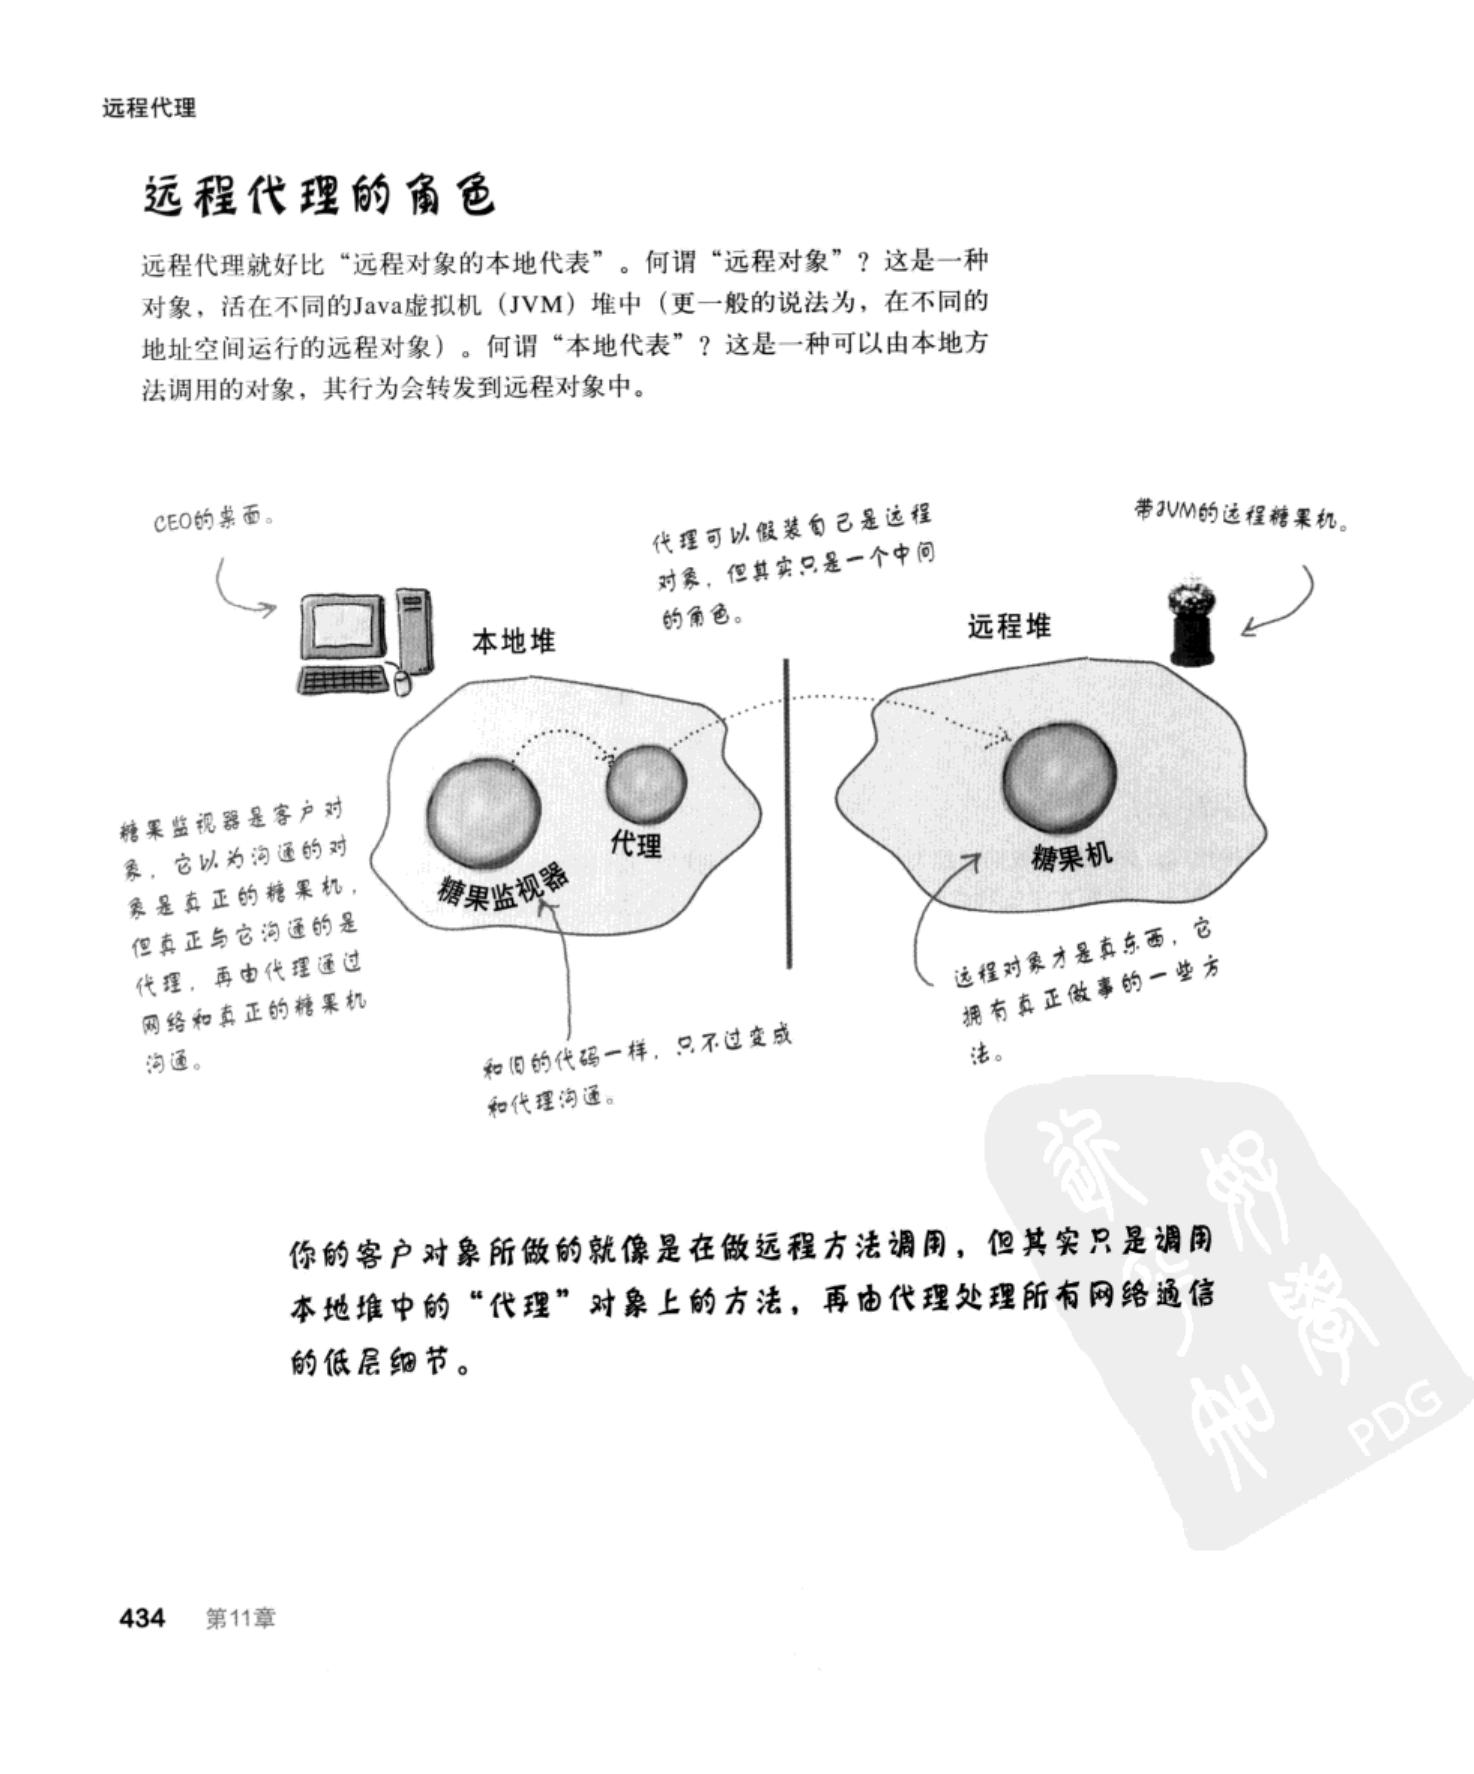 远程代理
远程代理的角色
远程代理就好比“远程对象的本地代表”。何谓“远程对象”？这是一种
对象，活在不同的Java虚拟机（JVM）堆中（更一般的说法为，在不同的
地址空间运行的远程对象）。何谓“本地代表”？这是一种可以由本地方
法调用的对象，其行为会转发到远程对象中。
CEO的桌面。
代理可以假装自己是远程
对象，但其实只是一个中间
的角色。
带JVM的远程糖果机。
本地堆
远程堆
代理
糖果监视器
糖果机
糖果监视器是客户对
象，它以为沟通的对
象是真正的糖果机，
但真正与它沟通的是
代理，再由代理通过
网络和真正的糖果机
沟通。
和旧的代码一样，只不过变成
和代理沟通。
远程对象才是真东西，它
拥有真正做事的一些方
法。
你的客户对象所做的就像是在做远程方法调用，但其实只是调用
本地堆中的“代理”对象上的方法，再由代理处理所有网络通信
的低层细节。
PDG
434 第11章